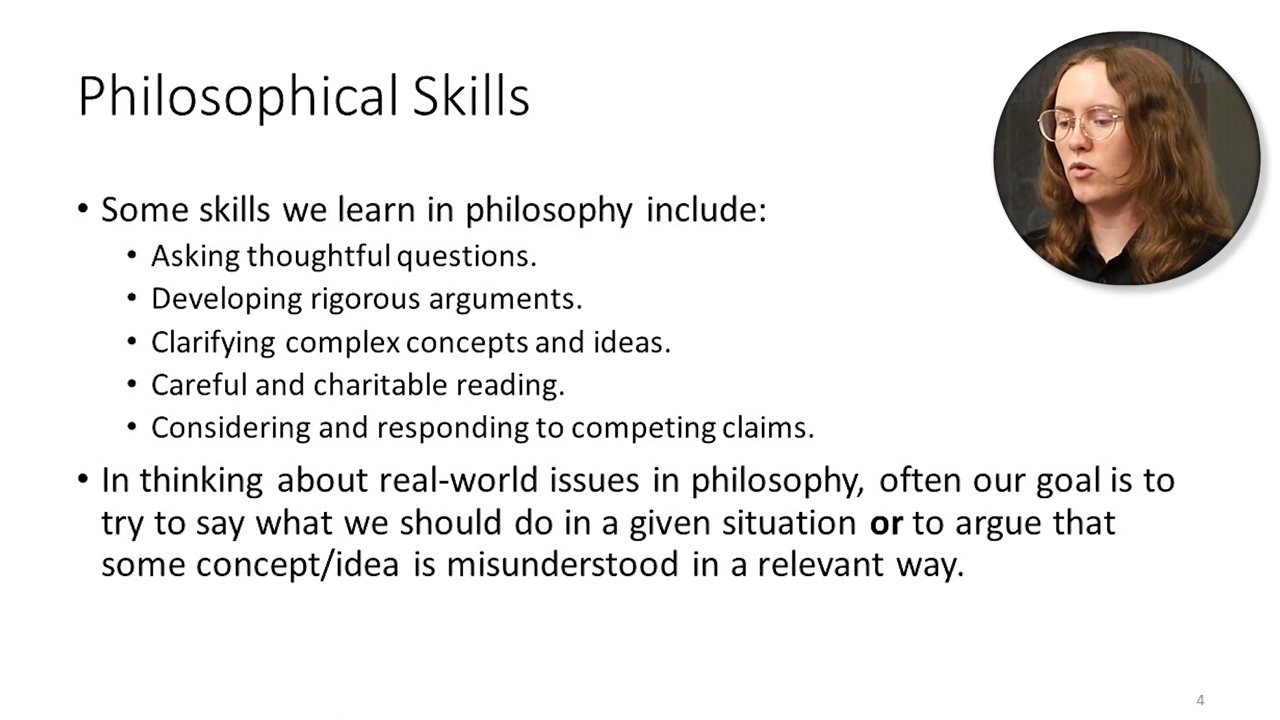 Philosophical Skills
• Some skills we learn in philosophy include:
• Asking thoughtful questions.
• Developing rigorous arguments.
• Clarifying complex concepts and ideas.
• Careful and charitable reading.
• Considering and responding to competing claims.
• In thinking about real-world issues in philosophy, often our goal is to
try to say what we should do in a given situation or to argue that
some concept/idea is misunderstood in a relevant way.
4